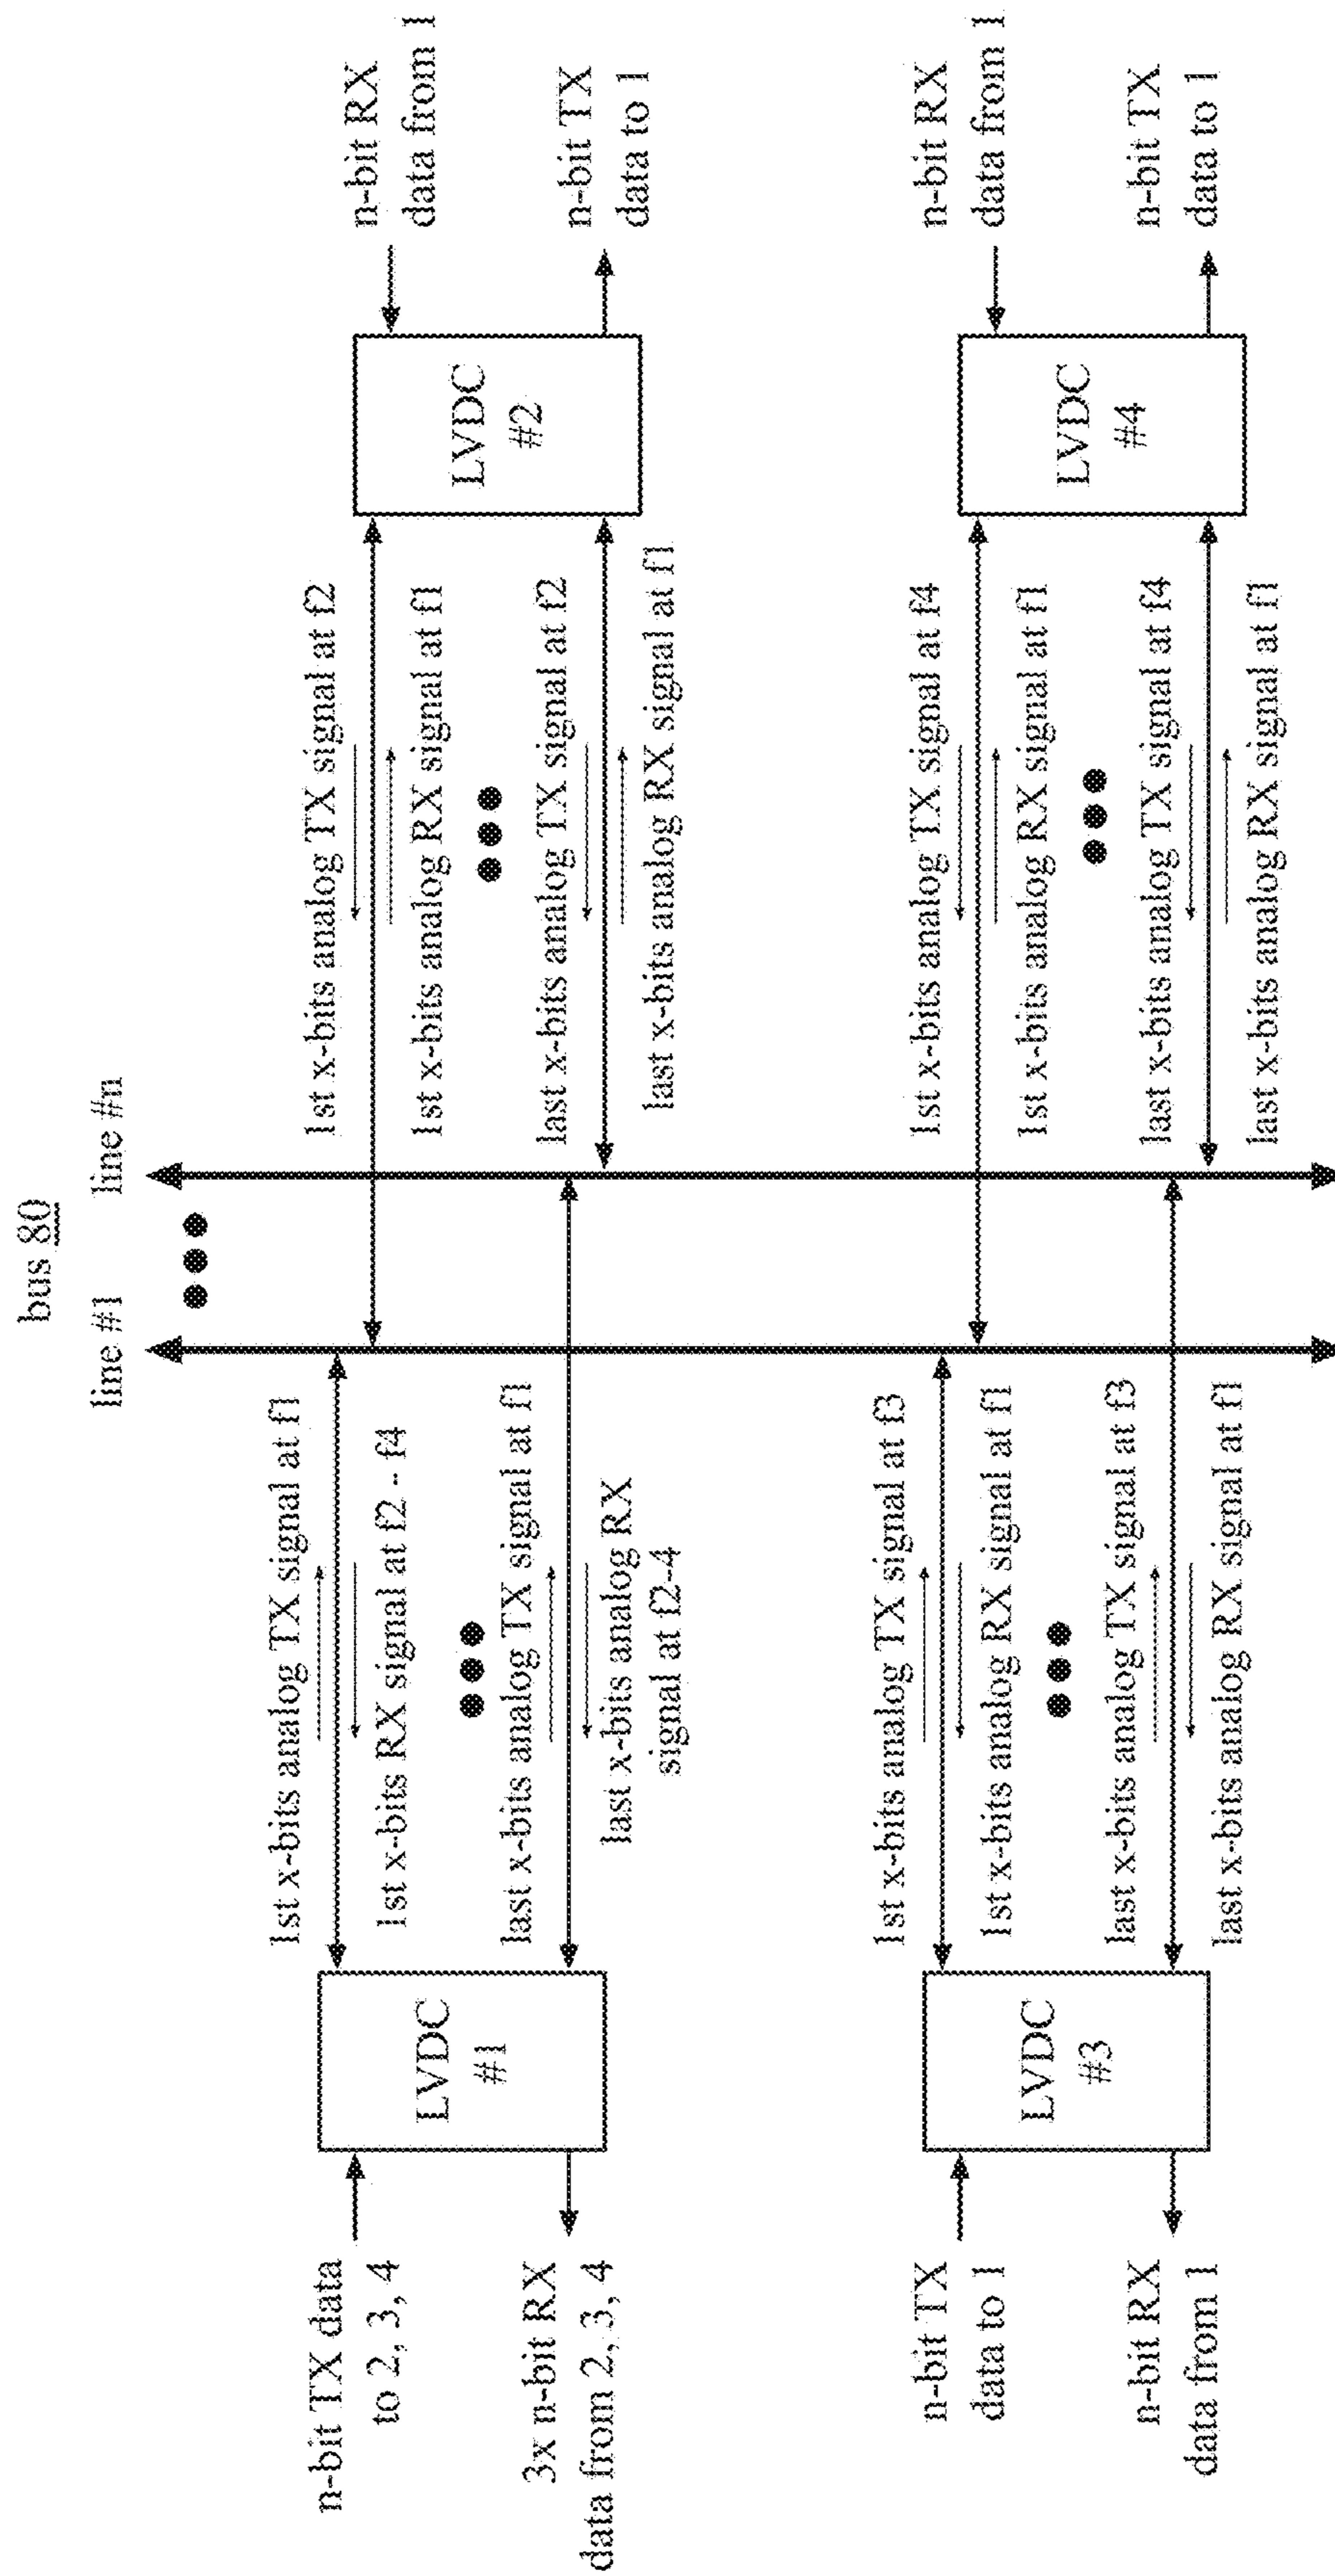 bus 80
line #1
line #n
n-bit TX data
to 2, 3, 4
3x n-bit RX
data from 2, 3, 4
LVDC
#1
1st x-bits analog TX signal at f1
1st x-bits RX signal at f2 - f4
last x-bits analog TX signal at f1
last x-bits analog RX
signal at f2-4
1st x-bits analog TX signal at f2
1st x-bits analog RX signal at f1
last x-bits analog TX signal at f2
last x-bits analog RX signal at f1
LVDC
#2
n-bit RX
data from 1
n-bit TX
data to 1
n-bit TX
data to 1
n-bit RX
data from 1
LVDC
#3
1st x-bits analog TX signal at f3
1st x-bits analog RX signal at f1
last x-bits analog TX signal at f3
last x-bits analog RX signal at f1
1st x-bits analog TX signal at f4
1st x-bits analog RX signal at f1
last x-bits analog TX signal at f4
last x-bits analog RX signal at f1
LVDC
#4
n-bit RX
data from 1
n-bit TX
data to 1